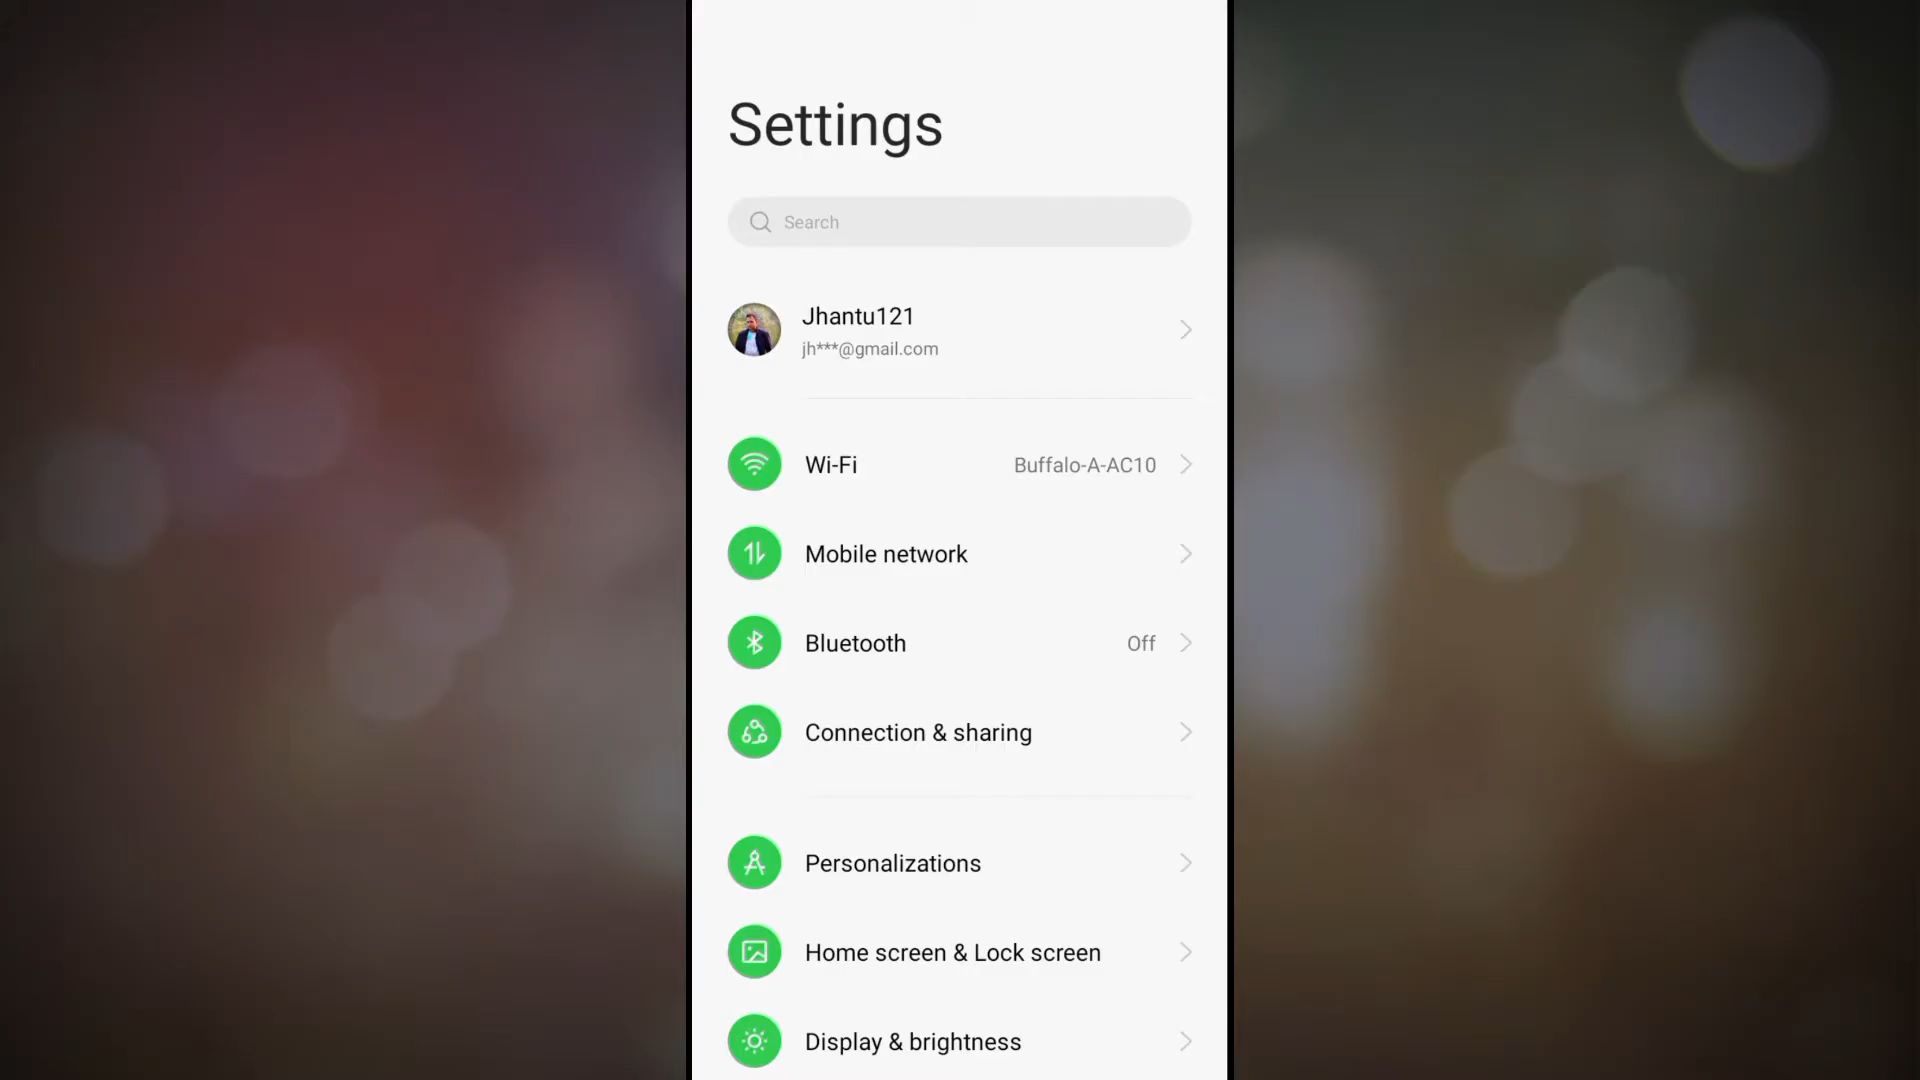 Settings
Search
Jhantu121
jh***@gmail.com
Wi-Fi Buffalo-A-AC10
Mobile network
Bluetooth Off
Connection & sharing
Personalizations
Home screen & Lock screen
Display & brightness